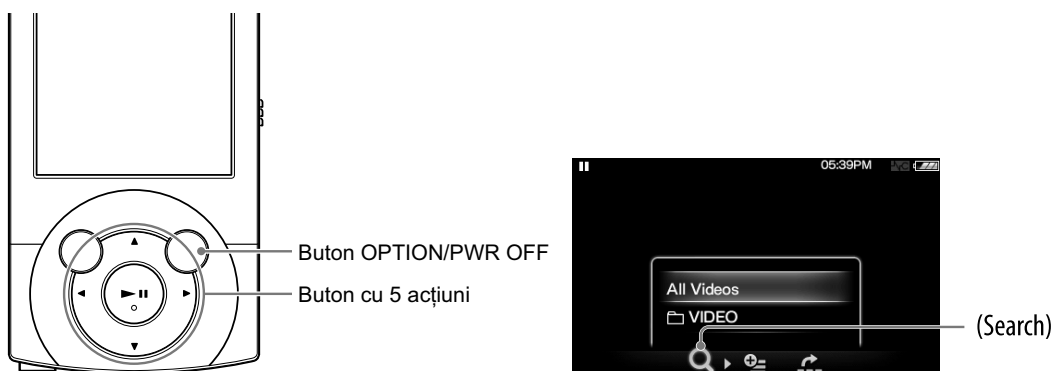 05:39PM
Buton OPTION/PWR OFF
Buton cu 5 acțiuni
All Videos
VIDEO
(Search)